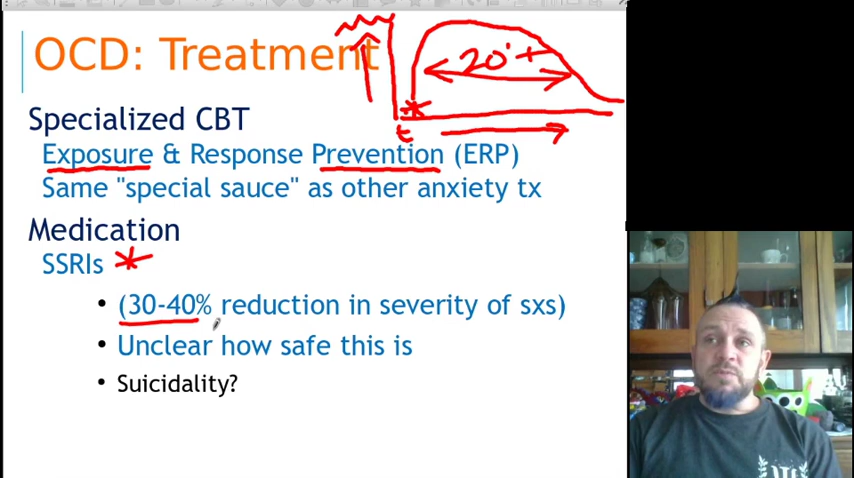 OCD: Treatment
20'+
t
Specialized CBT
Exposure & Response Prevention (ERP)
Same "special sauce" as other anxiety tx
Medication
SSRIs *
• (30-40% reduction in severity of sxs)
• Unclear how safe this is
• Suicidality?